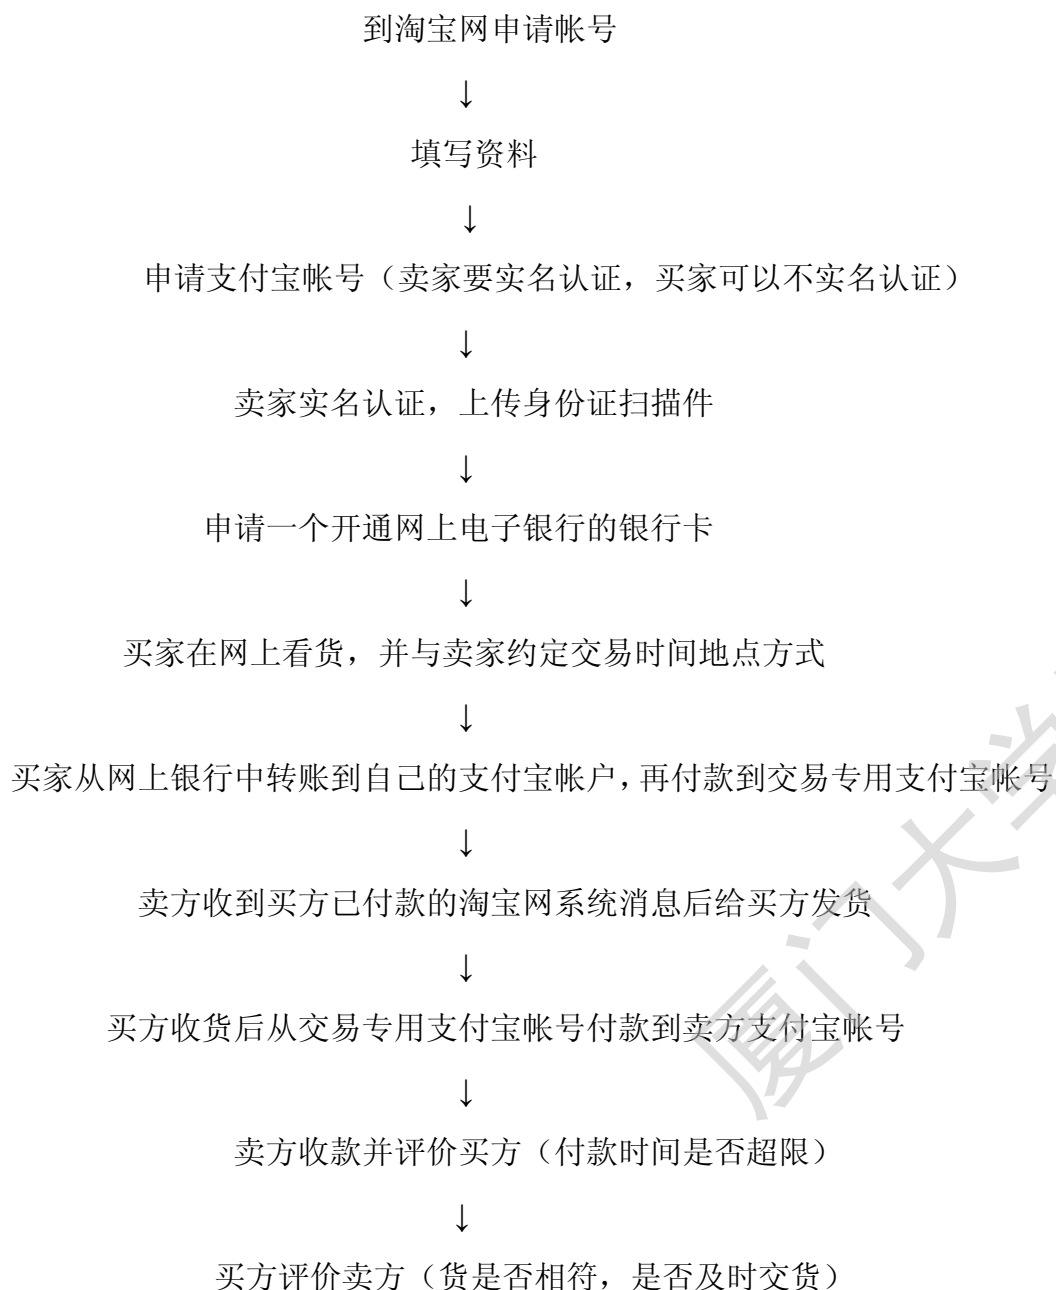 到淘宝网申请帐号
↓
填写资料
↓
申请支付宝帐号（卖家要实名认证，买家可以不实名认证）
↓
卖家实名认证，上传身份证扫描件
↓
申请一个开通网上电子银行的银行卡
↓
买家在网上看货，并与卖家约定交易时间地点方式
↓
买家从网上银行中转账到自己的支付宝帐户，再付款到交易专用支付宝帐号
↓
卖方收到买方已付款的淘宝网系统消息后给买方发货
↓
买方收货后从交易专用支付宝帐号付款到卖方支付宝帐号
↓
卖方收款并评价买方（付款时间是否超限）
↓
买方评价卖方（货是否相符，是否及时交货）
厦门大学